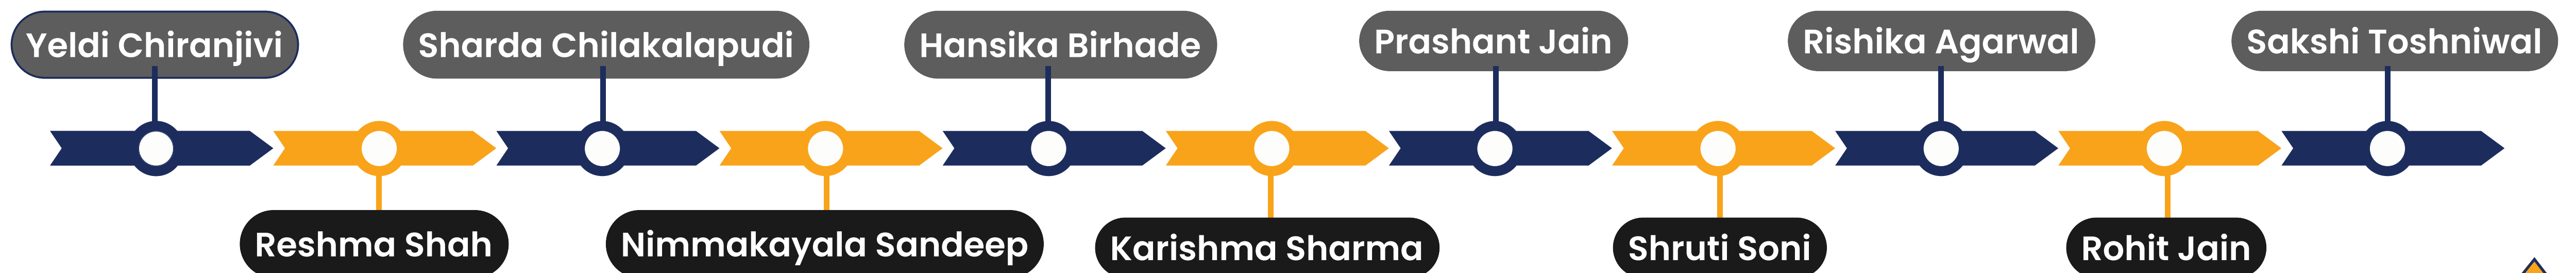 Yeldi Chiranjivi
Sharda Chilakalapudi
Hansika Birhade
Prashant Jain
Rishika Agarwal
Sakshi Toshniwal
Reshma Shah
Nimmakayala Sandeep
Karishma Sharma
Shruti Soni
Rohit Jain